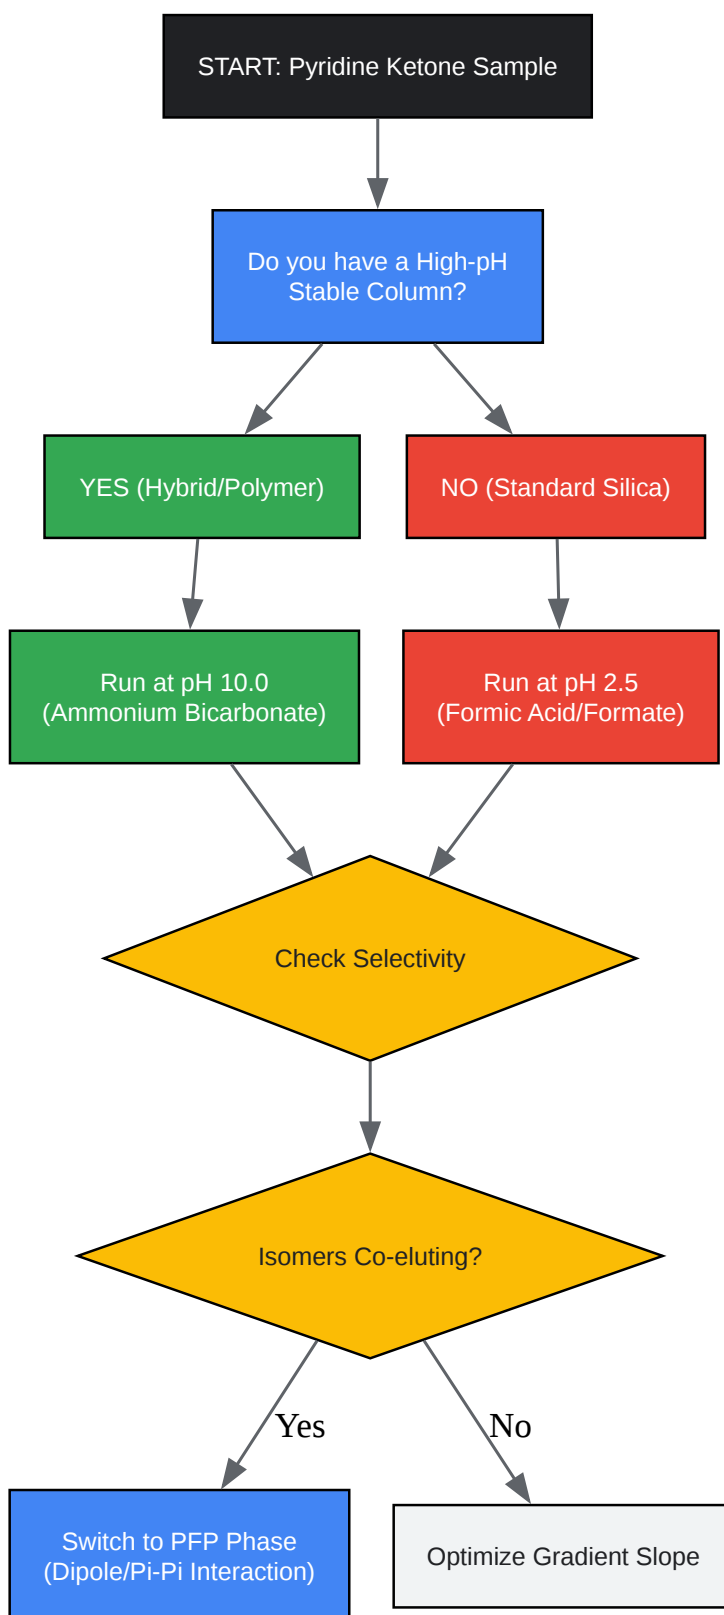 START: Pyridine Ketone Sample
Do you have a High-pH
Stable Column?
YES (Hybrid/Polymer)
NO (Standard Silica)
Run at pH 10.0
(Ammonium Bicarbonate)
Run at pH 2.5
(Formic Acid/Formate)
Check Selectivity
Isomers Co-eluting?
Yes
No
Switch to PFP Phase
(Dipole/Pi-Pi Interaction)
Optimize Gradient Slope